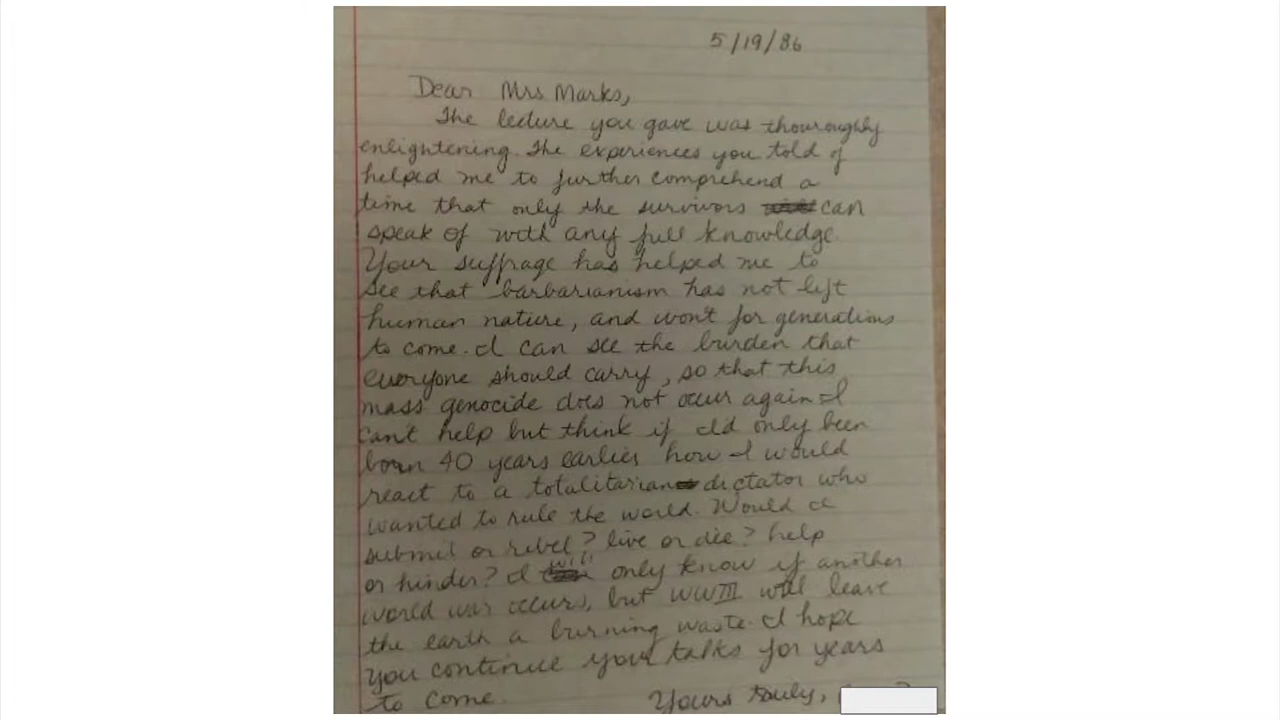 5/19/86
Dear Mrs Marks,
The lecture you gave was thouroughly
enlightening. The experiences you told of
helped me to further comprehend a
time that only the survivors can
speak of with any full knowledge.
Your suffrage has helped me to
see that barbarianism has not left
human nature, and won't for generations
to come. I can see the burden that
everyone should carry, so that this
mass genocide does not occur again. I
can't help but think if I'd only been
born 40 years earlier how I would
react to a totalitarian dictator who
wanted to rule the world. Would I
submit or rebel? live or die? help
or hinder? I will only know if another
world war occurs, but WWIII will leave
the earth a burning waste. I hope
you continue your talks for years
to come.
Yours truly,